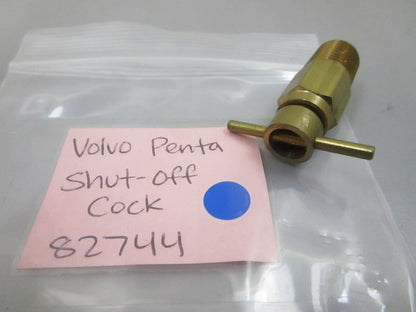 Volvo Penta
Shut-Off
Cock
82744